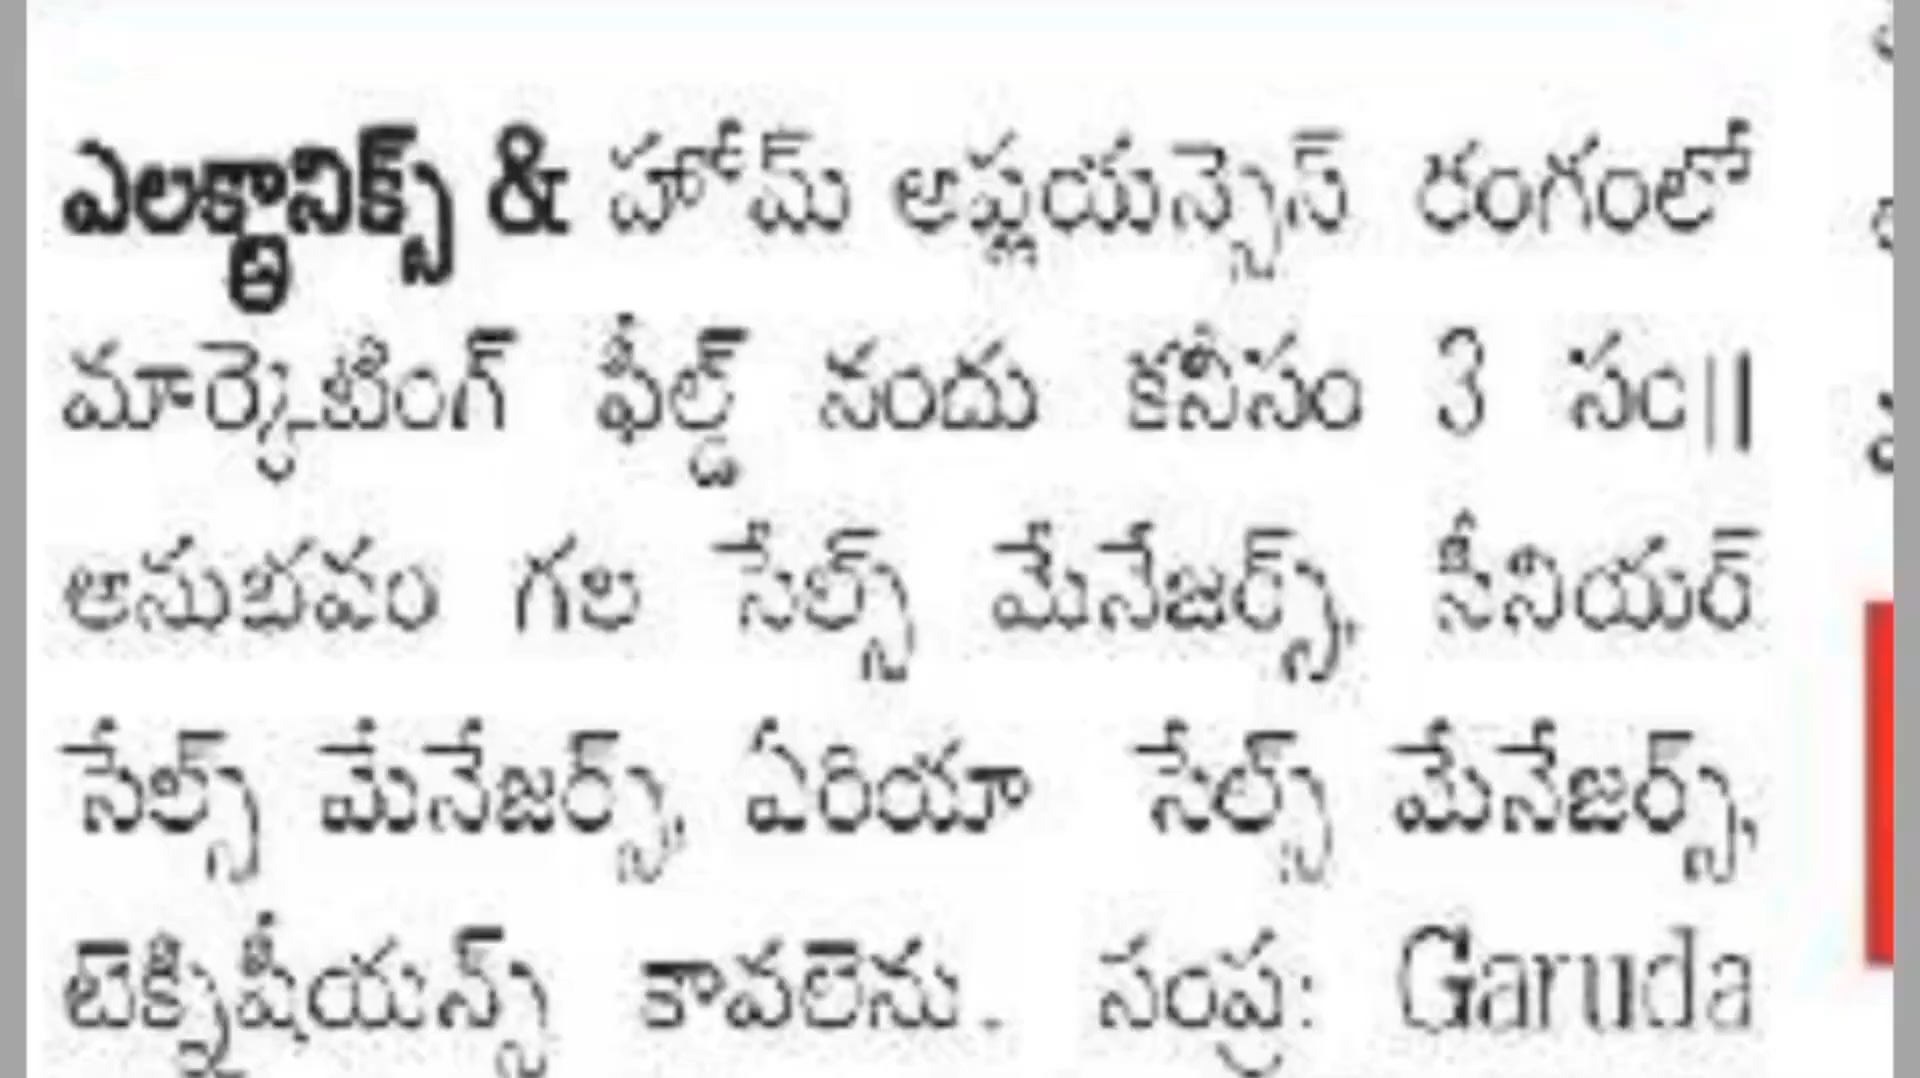 ఎలక్ట్రానిక్స్ & హోమ్ అప్లయన్సెస్ రంగంలో
మార్కెటింగ్ ఫీల్డ్ నందు కనీసం 3 సం||
అనుభవం గల సేల్స్ మేనేజర్స్, సీనియర్
సేల్స్ మేనేజర్స్, ఏరియా సేల్స్ మేనేజర్స్,
టెక్నీషియన్స్ కావలెను. సంప్ర: Garuda